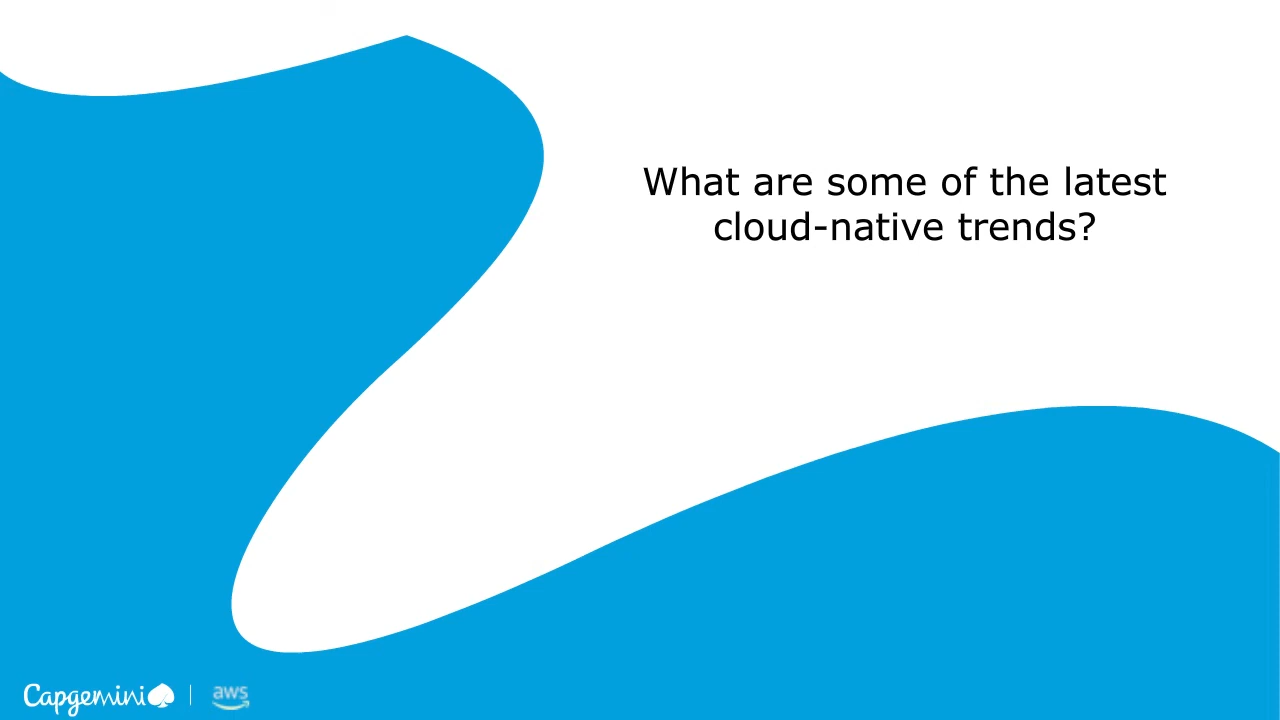 What are some of the latest
cloud-native trends?
Capgemini
aws